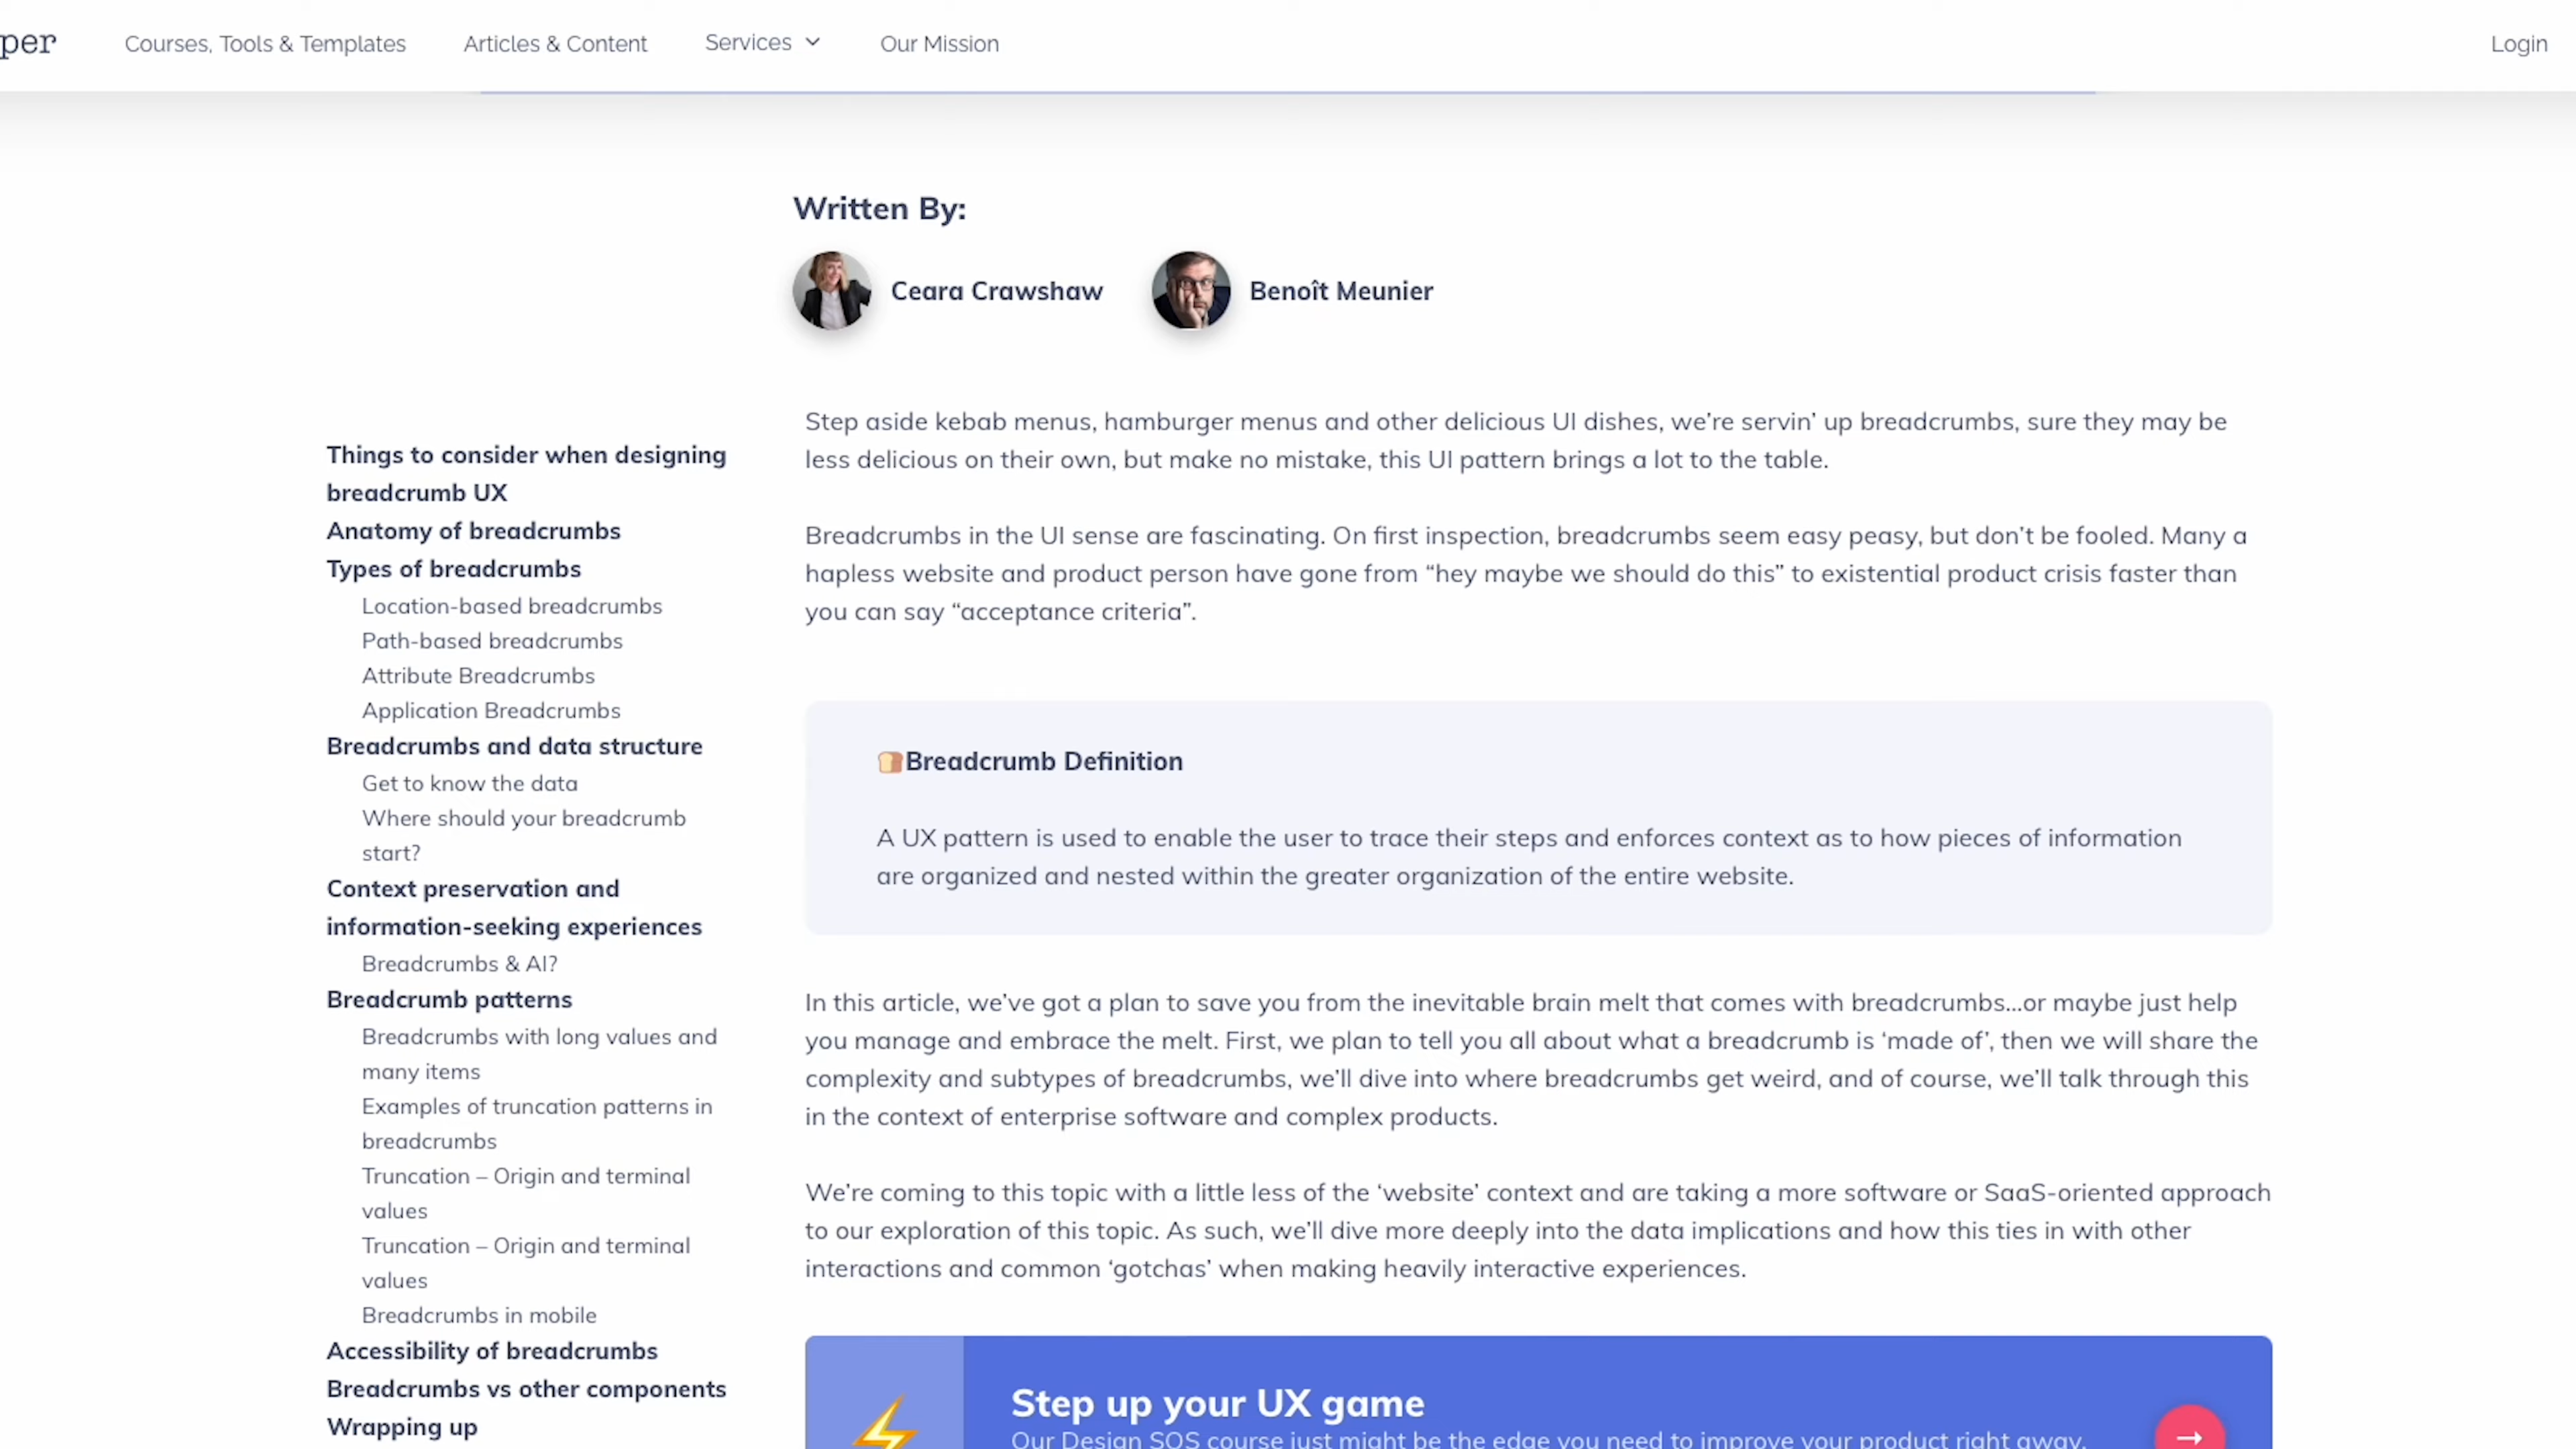 per
Courses, Tools & Templates
Articles & Content
Services
Our Mission
Login
Written By:
Ceara Crawshaw
Benoît Meunier
Things to consider when designing
breadcrumb UX
Anatomy of breadcrumbs
Types of breadcrumbs
Location-based breadcrumbs
Path-based breadcrumbs
Attribute Breadcrumbs
Application Breadcrumbs
Breadcrumbs and data structure
Get to know the data
Where should your breadcrumb
start?
Context preservation and
information-seeking experiences
Breadcrumbs & AI?
Breadcrumb patterns
Breadcrumbs with long values and
many items
Examples of truncation patterns in
breadcrumbs
Truncation – Origin and terminal
values
Truncation – Origin and terminal
values
Breadcrumbs in mobile
Accessibility of breadcrumbs
Breadcrumbs vs other components
Wrapping up
Step aside kebab menus, hamburger menus and other delicious UI dishes, we’re servin’ up breadcrumbs, sure they may be
less delicious on their own, but make no mistake, this UI pattern brings a lot to the table.
Breadcrumbs in the UI sense are fascinating. On first inspection, breadcrumbs seem easy peasy, but don’t be fooled. Many a
hapless website and product person have gone from “hey maybe we should do this” to existential product crisis faster than
you can say “acceptance criteria”.
Breadcrumb Definition
A UX pattern is used to enable the user to trace their steps and enforces context as to how pieces of information
are organized and nested within the greater organization of the entire website.
In this article, we’ve got a plan to save you from the inevitable brain melt that comes with breadcrumbs…or maybe just help
you manage and embrace the melt. First, we plan to tell you all about what a breadcrumb is ‘made of’, then we will share the
complexity and subtypes of breadcrumbs, we’ll dive into where breadcrumbs get weird, and of course, we’ll talk through this
in the context of enterprise software and complex products.
We’re coming to this topic with a little less of the ‘website’ context and are taking a more software or SaaS-oriented approach
to our exploration of this topic. As such, we’ll dive more deeply into the data implications and how this ties in with other
interactions and common ‘gotchas’ when making heavily interactive experiences.
Step up your UX game
Our Design SOS course just might be the edge you need to improve your product right away.